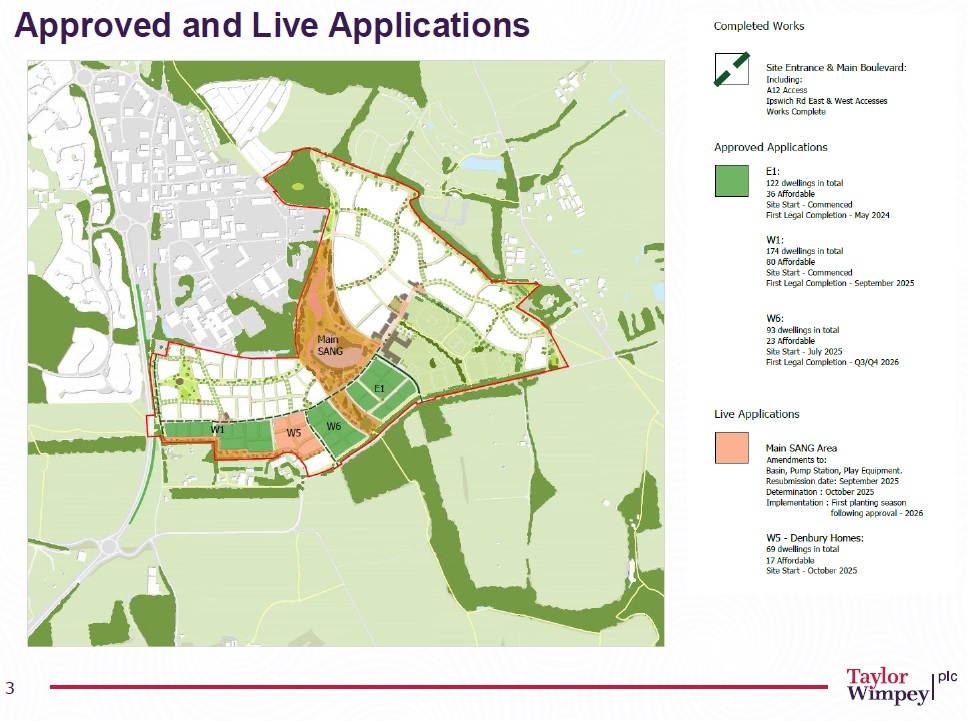 Approved and Live Applications
Completed Works
Site Entrance & Main Boulevard:
Including:
A12 Access
Ipswich Rd East & West Accesses
Works Complete
Approved Applications
E1:
122 dwellings in total
36 Affordable
Site Start - Commenced
First Legal Completion - May 2024
W1:
174 dwellings in total
80 Affordable
Site Start - Commenced
First Legal Completion - September 2025
W6:
93 dwellings in total
23 Affordable
Site Start - July 2025
First Legal Completion - Q3/Q4 2026
Live Applications
Main SANG Area
Amendments to:
Basin, Pump Station, Play Equipment.
Resubmission date: September 2025
Determination : October 2025
Implementation : First planting season
following approval - 2026
W5 - Denbury Homes:
69 dwellings in total
17 Affordable
Site Start - October 2025
Main
SANG
E1
W1
W5
W6
3
Taylor
Wimpey
plc